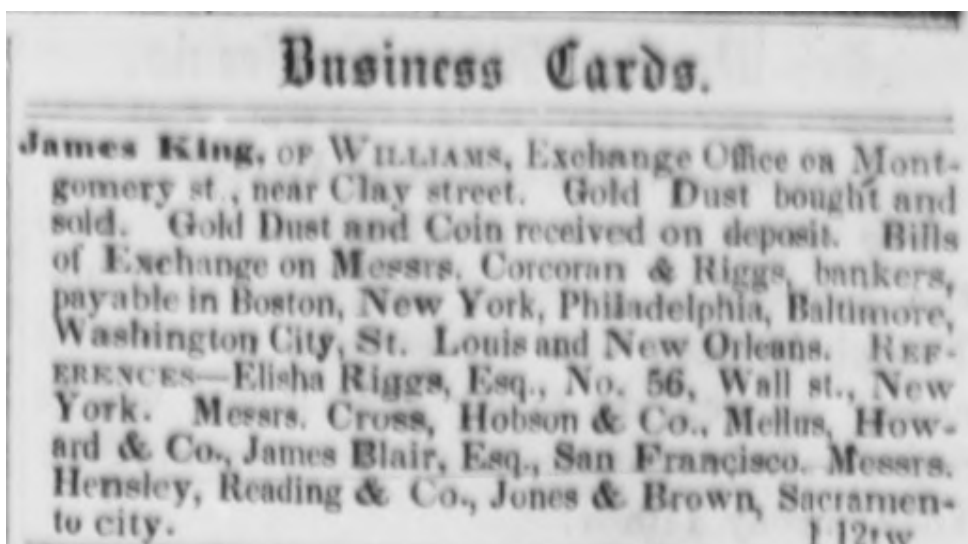 Business Cards.
James King, OF WILLIAMS, Exchange Office on Mont-
gomery st., near Clay street. Gold Dust bought and
sold. Gold Dust and Coin received on deposit. Bills
of Exchange on Messrs. Corcoran & Riggs, bankers,
payable in Boston, New York, Philadelphia, Baltimore,
Washington City, St. Louis and New Orleans. REF-
ERENCES—Elisha Riggs, Esq., No. 56, Wall st., New
York. Messrs. Cross, Hobson & Co., Mellus, How-
ard & Co., James Blair, Esq., San Francisco. Messrs.
Hensley, Reading & Co., Jones & Brown, Sacramen-
to city.